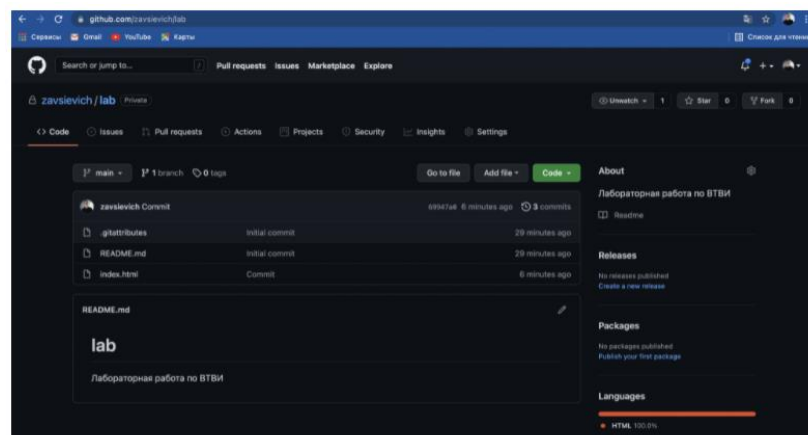 github.com/zavsievich/lab
Сервисы Gmail YouTube Карты Список для чтения
Search or jump to... / Pull requests Issues Marketplace Explore
zavsievich / lab Private Unwatch 1 Star 0 Fork 0
Code Issues Pull requests Actions Projects Security Insights Settings
main 1 branch 0 tags Go to file Add file Code
zavsievich Commit 6 minutes ago 3 commits
.gitattributes Initial commit 29 minutes ago
README.md Initial commit 29 minutes ago
index.html Commit 6 minutes ago
README.md
lab
Лабораторная работа по ВТВИ
About
Лабораторная работа по ВТВИ
Readme
Releases
No releases published
Create a new release
Packages
No packages published
Publish your first package
Languages
HTML 100.0%